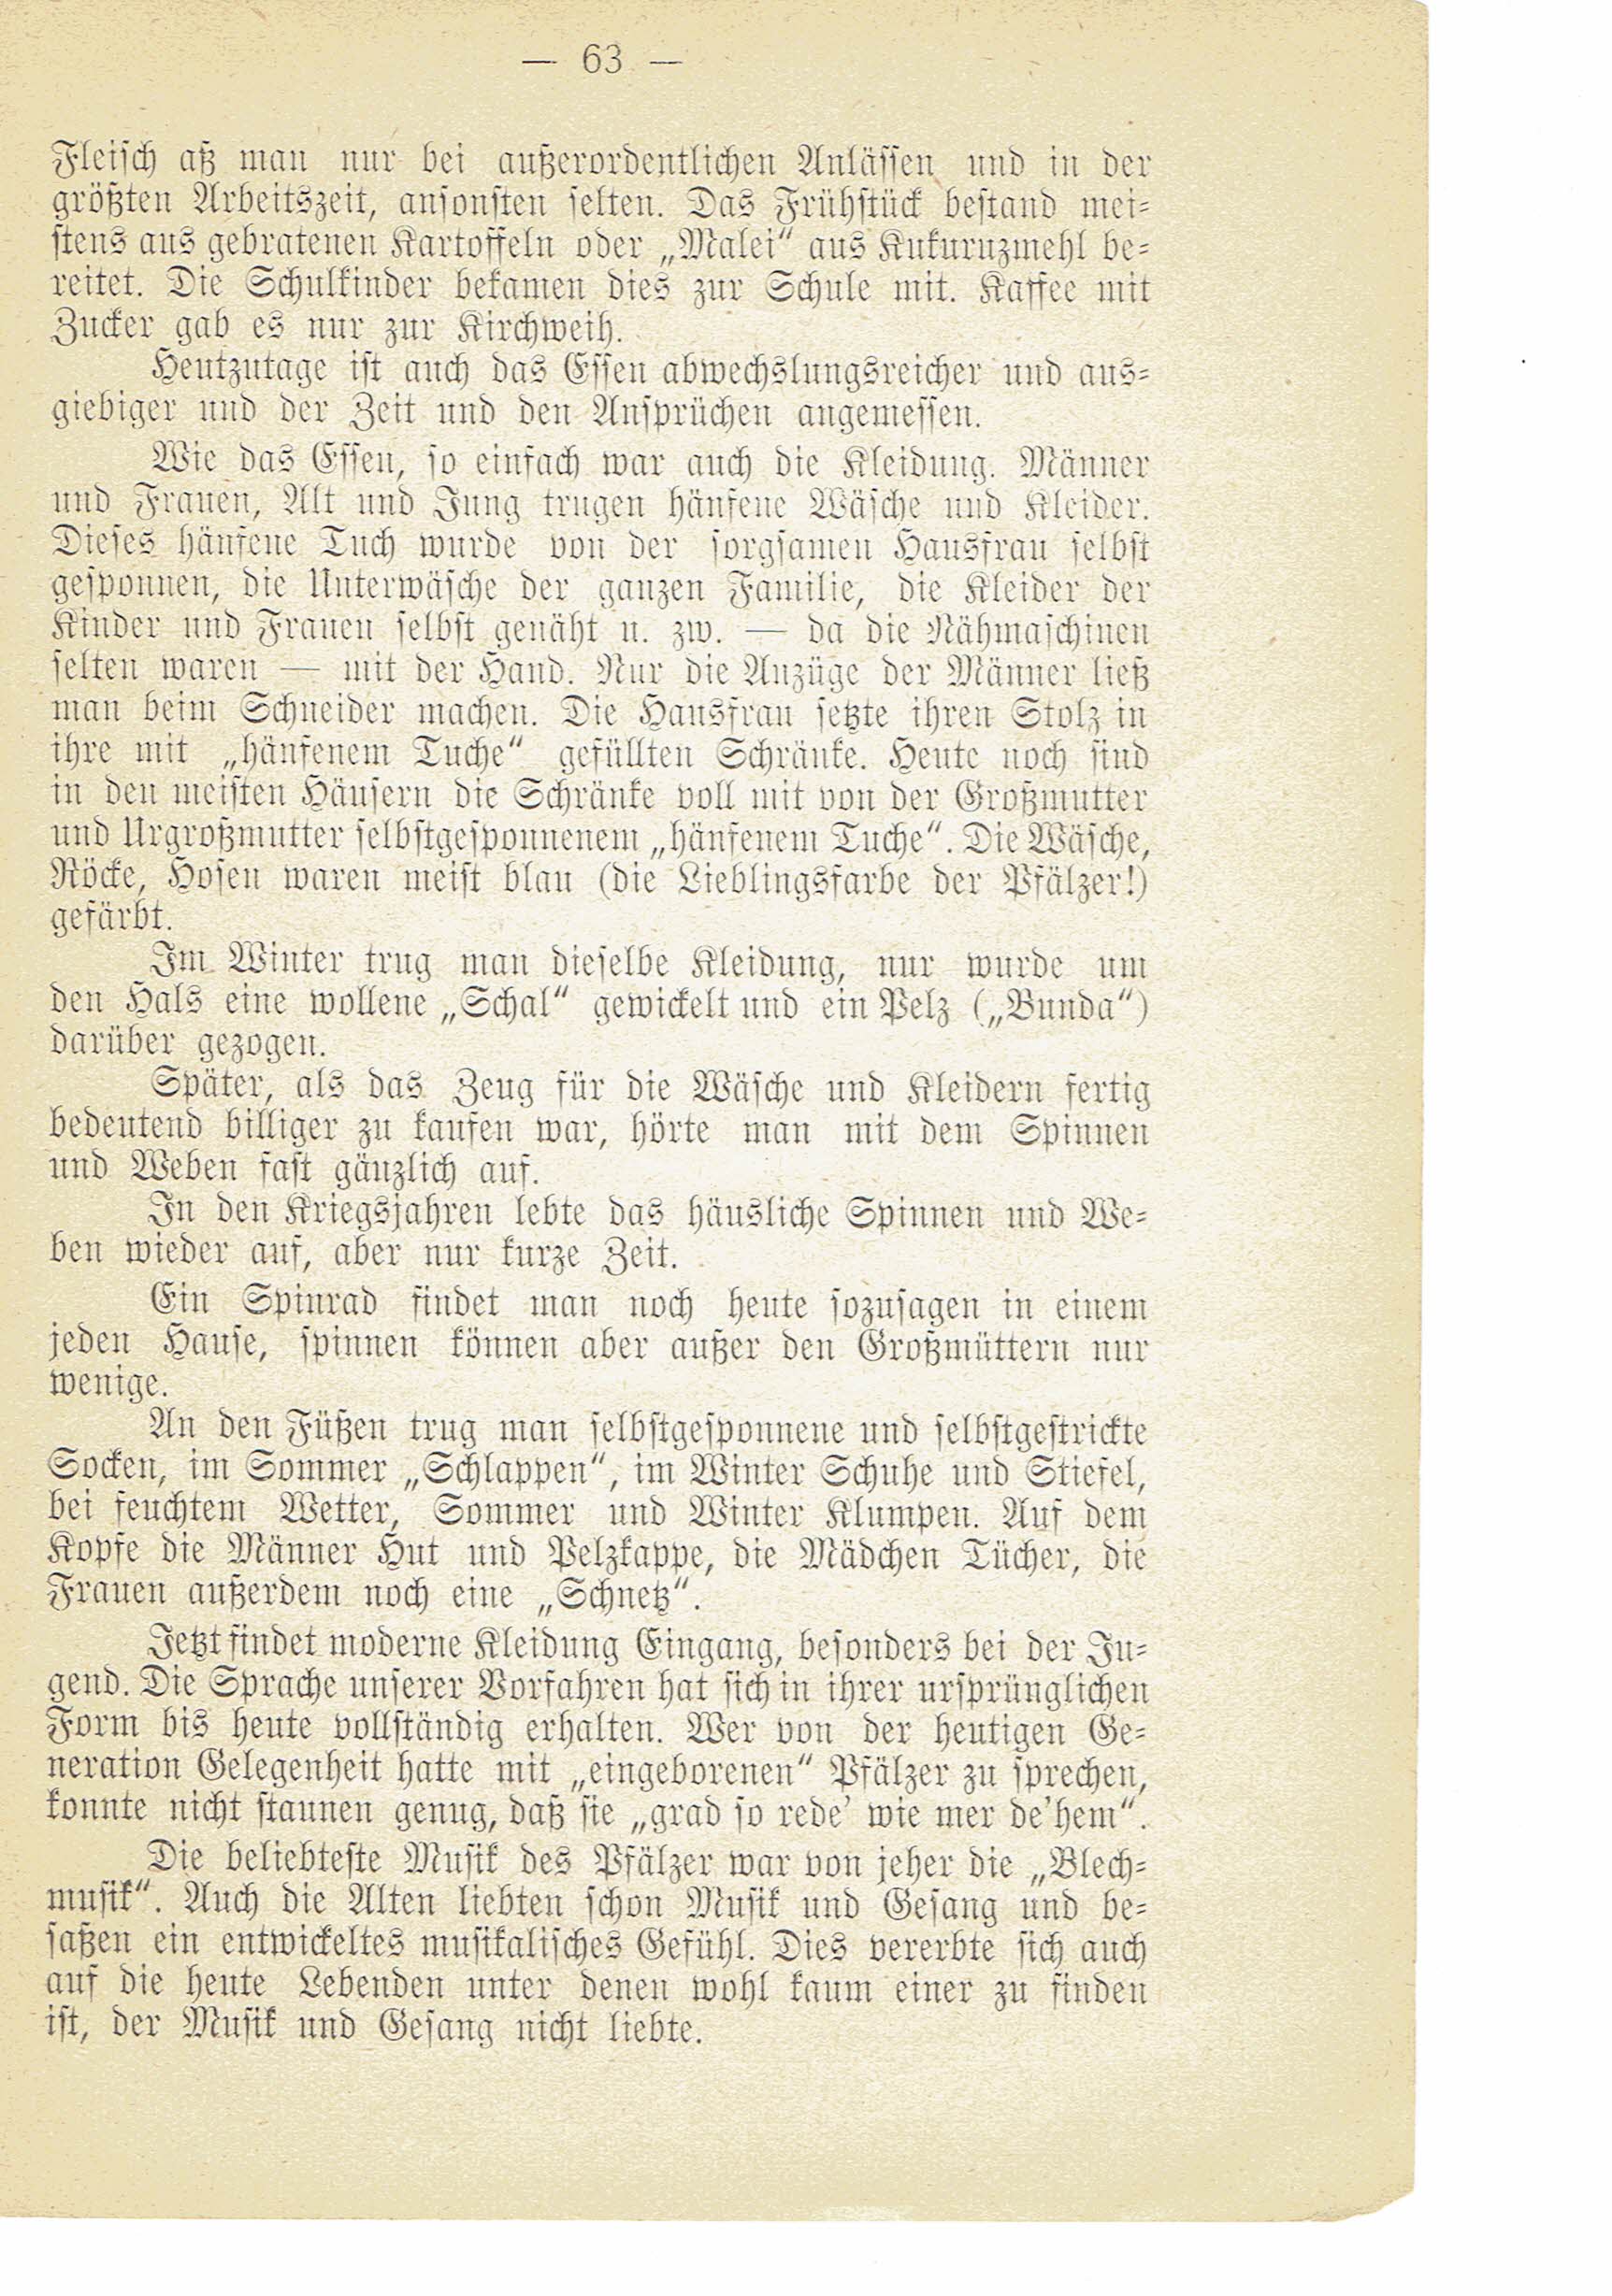 — 63 —
Fleisch aß man nur bei außerordentlichen Anlässen und in der
größten Arbeitszeit, ansonsten selten. Das Frühstück bestand mei-
stens aus gebratenen Kartoffeln oder „Malei“ aus Kukuruzmehl be-
reitet. Die Schulkinder bekamen dies zur Schule mit. Kaffee mit
Zucker gab es nur zur Kirchweih.
Heutzutage ist auch das Essen abwechslungsreicher und aus-
giebiger und der Zeit und den Ansprüchen angemessen.
Wie das Essen, so einfach war auch die Kleidung. Männer
und Frauen, Alt und Jung trugen hänfene Wäsche und Kleider.
Dieses hänfene Tuch wurde von der sorgsamen Hausfrau selbst
gesponnen, die Unterwäsche der ganzen Familie, die Kleider der
Kinder und Frauen selbst genäht u. zw. — da die Nähmaschinen
selten waren — mit der Hand. Nur die Anzüge der Männer ließ
man beim Schneider machen. Die Hausfrau setzte ihren Stolz in
ihre mit „hänfenem Tuche“ gefüllten Schränke. Heute noch sind
in den meisten Häusern die Schränke voll mit von der Großmutter
und Urgroßmutter selbstgesponnenem „hänfenem Tuche“. Die Wäsche,
Röcke, Hosen waren meist blau (die Lieblingsfarbe der Pfälzer!)
gefärbt.
Im Winter trug man dieselbe Kleidung, nur wurde um
den Hals eine wollene „Schal“ gewickelt und ein Pelz („Bunda“)
darüber gezogen.
Später, als das Zeug für die Wäsche und Kleidern fertig
bedeutend billiger zu kaufen war, hörte man mit dem Spinnen
und Weben fast gänzlich auf.
In den Kriegsjahren lebte das häusliche Spinnen und We-
ben wieder auf, aber nur kurze Zeit.
Ein Spinrad findet man noch heute sozusagen in einem
jeden Hause, spinnen können aber außer den Großmüttern nur
wenige.
An den Füßen trug man selbstgesponnene und selbstgestrickte
Socken, im Sommer „Schlappen“, im Winter Schuhe und Stiefel,
bei feuchtem Wetter, Sommer und Winter Klumpen. Auf dem
Kopfe die Männer Hut und Pelzkappe, die Mädchen Tücher, die
Frauen außerdem noch eine „Schnetz“.
Jetzt findet moderne Kleidung Eingang, besonders bei der Ju-
gend. Die Sprache unserer Vorfahren hat sich in ihrer ursprünglichen
Form bis heute vollständig erhalten. Wer von der heutigen Ge-
neration Gelegenheit hatte mit „eingeborenen“ Pfälzer zu sprechen,
konnte nicht staunen genug, daß sie „grad so rede’ wie mer de’hem“.
Die beliebteste Musik des Pfälzer war von jeher die „Blech-
musik“. Auch die Alten liebten schon Musik und Gesang und be-
saßen ein entwickeltes musikalisches Gefühl. Dies vererbte sich auch
auf die heute Lebenden unter denen wohl kaum einer zu finden
ist, der Musik und Gesang nicht liebte.